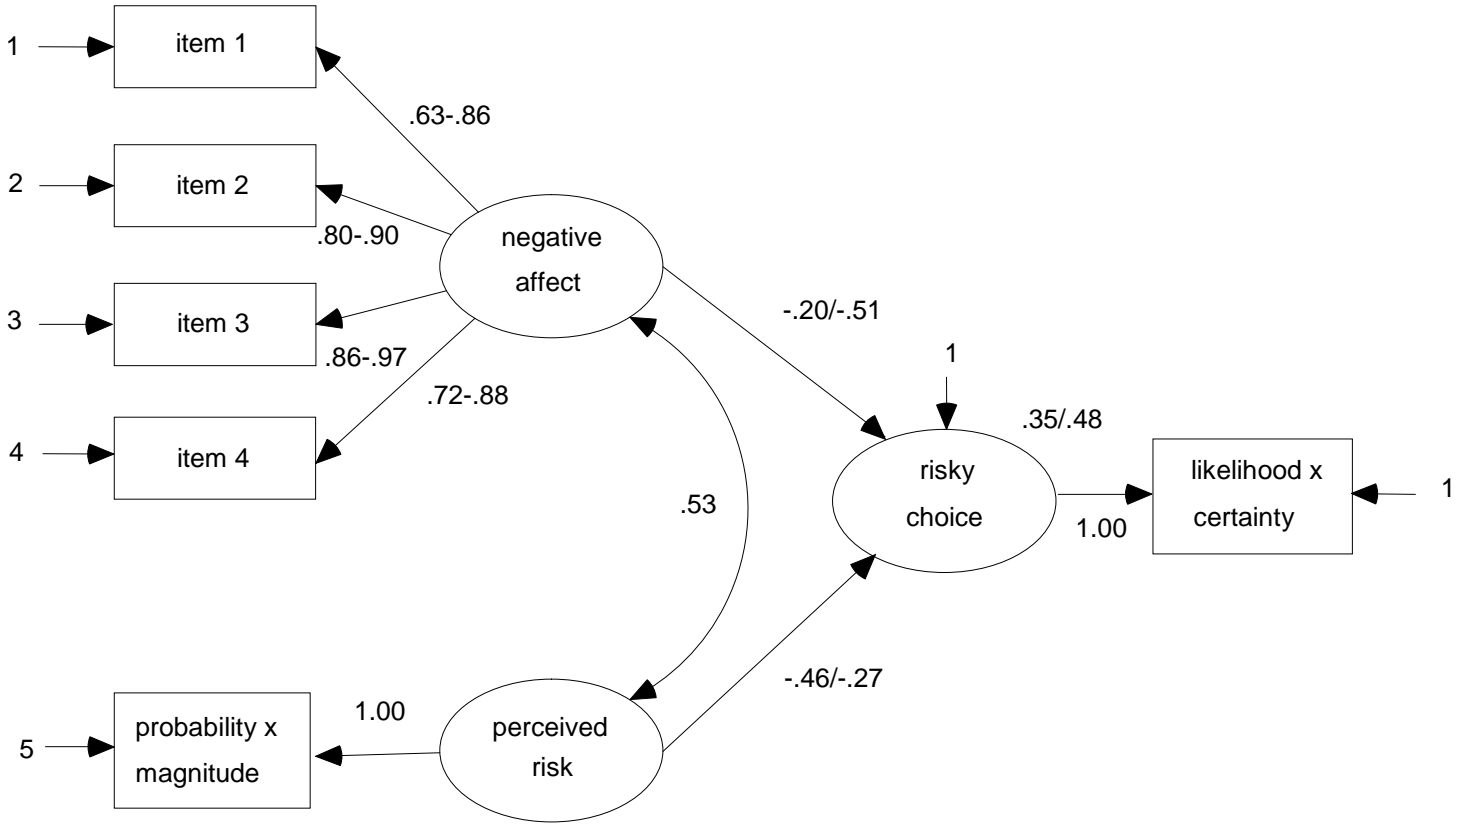 1
item 1
.63-.86
2
item 2
.80-.90
negative
affect
3
item 3
.86-.97
.72-.88
4
item 4
-.20/-.51
1
.35/.48
.53
risky
choice
1.00
likelihood x
certainty
1
-.46/-.27
5
probability x
magnitude
1.00
perceived
risk